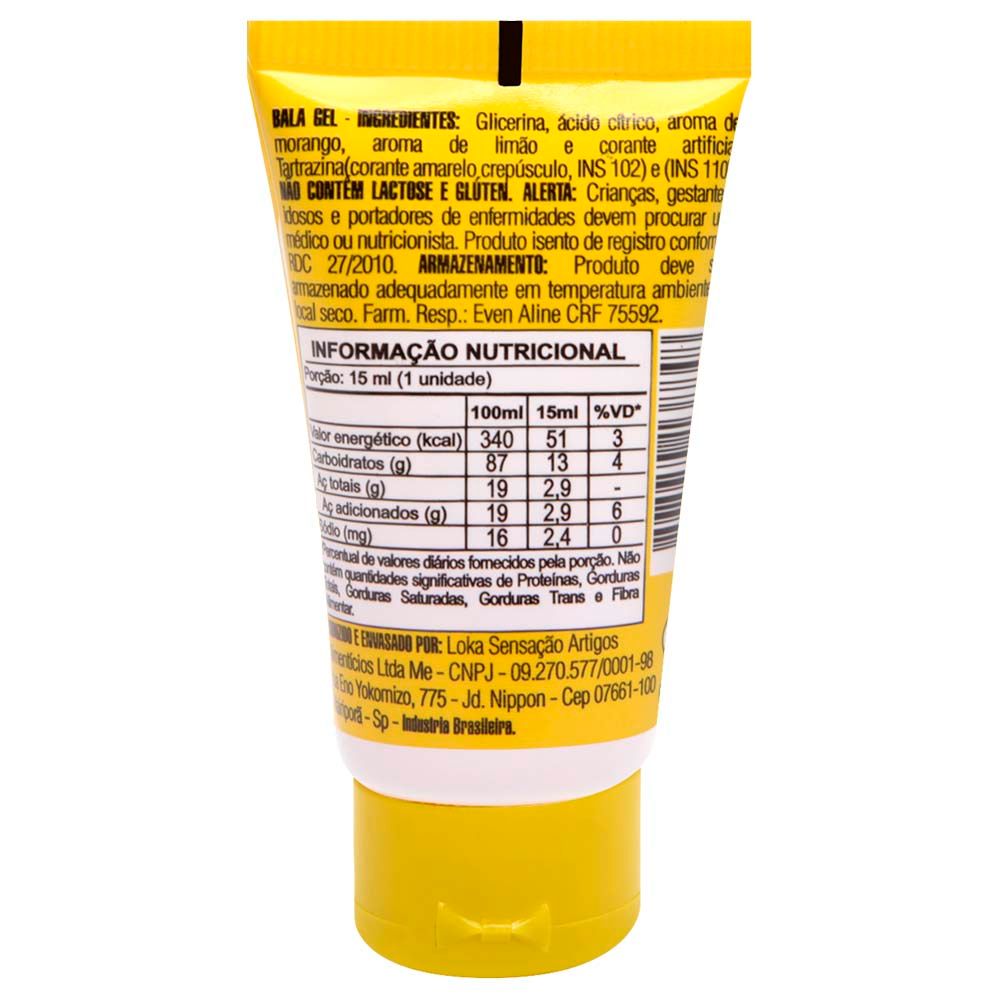 BALA GEL - INGREDIENTES: Glicerina, ácido cítrico, aroma de
morango, aroma de limão e corante artificia
Tartrazina(corante amarelo crepúsculo, INS 102) e (INS 110
NÃO CONTÉM LACTOSE E GLÚTEN. ALERTA: Crianças, gestante
idosos e portadores de enfermidades devem procurar u
médico ou nutricionista. Produto isento de registro conform
RDC 27/2010. ARMAZENAMENTO: Produto deve s
armazenado adequadamente em temperatura ambiente
local seco. Farm. Resp.: Even Aline CRF 75592.
INFORMAÇÃO NUTRICIONAL
Porção: 15 ml (1 unidade)
100ml 15ml %VD*
Valor energético (kcal) 340 51 3
Carboidratos (g) 87 13 4
Aç totais (g) 19 2,9 -
Aç adicionados (g) 19 2,9 6
Sódio (mg) 16 2,4 0
Percentual de valores diários fornecidos pela porção. Não
contém quantidades significativas de Proteínas, Gorduras
Gorduras Saturadas, Gorduras Trans e Fibra
E ENVASADO POR: Loka Sensação Artigos
Ltda Me - CNPJ - 09.270.577/0001-98
Eno Yokomizo, 775 - Jd. Nippon - Cep 07661-100
- Sp - Industria Brasileira.